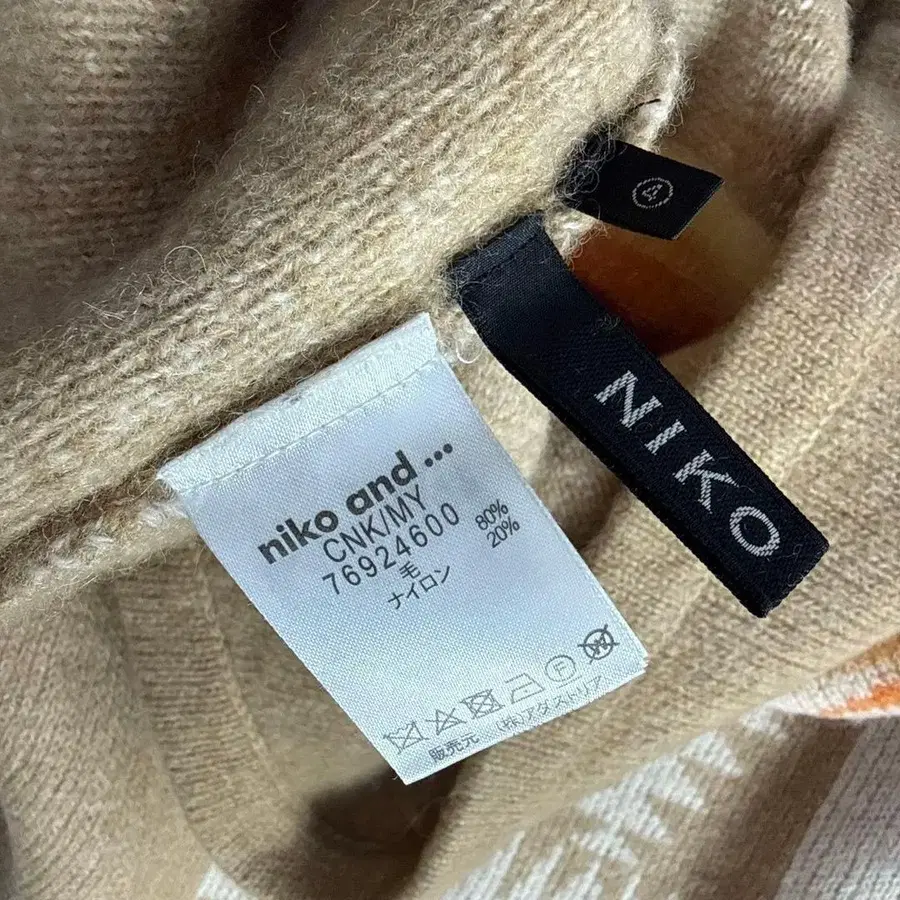 4
NIKO
niko and ...
CNK/MY
76924600
毛 80%
ナイロン 20%
販売元 (株)アダストリア